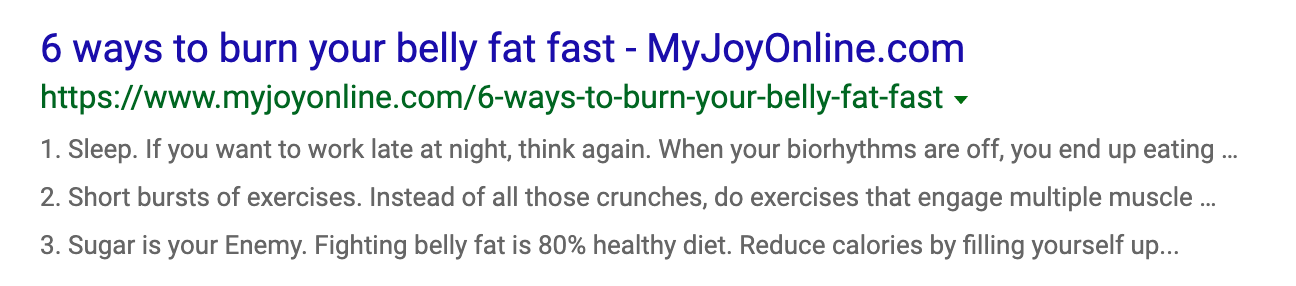 6 ways to burn your belly fat fast - MyJoyOnline.com
https://www.myjoyonline.com/6-ways-to-burn-your-belly-fat-fast
1. Sleep. If you want to work late at night, think again. When your biorhythms are off, you end up eating ...
2. Short bursts of exercises. Instead of all those crunches, do exercises that engage multiple muscle ...
3. Sugar is your Enemy. Fighting belly fat is 80% healthy diet. Reduce calories by filling yourself up...